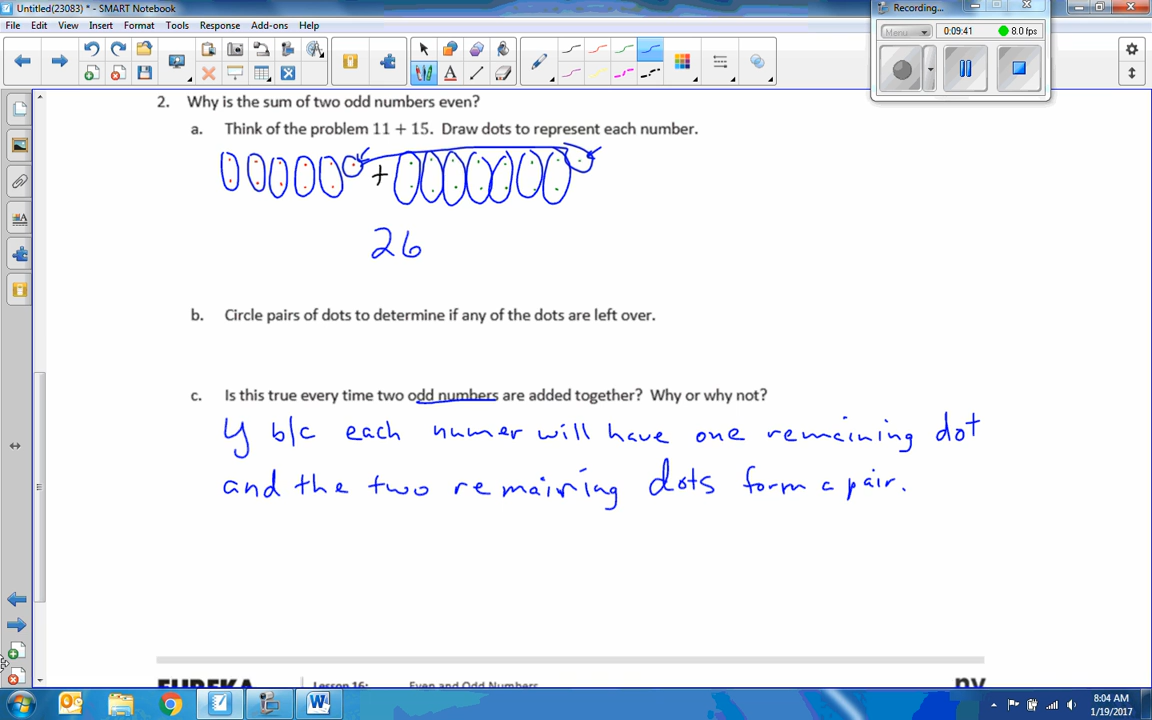 Untitled(23083) * - SMART Notebook
Recording...
File Edit View Insert Format Tools Response Add-ons Help
Menu 0:09:41 8.0 fps
2. Why is the sum of two odd numbers even?
a. Think of the problem 11 + 15. Draw dots to represent each number.
+
26
b. Circle pairs of dots to determine if any of the dots are left over.
c. Is this true every time two odd numbers are added together? Why or why not?
Y b/c each numer will have one remaining dot
and the two remaining dots form a pair.
EUREKA Lesson 16: Even and Odd Numbers ny
8:04 AM
1/19/2017